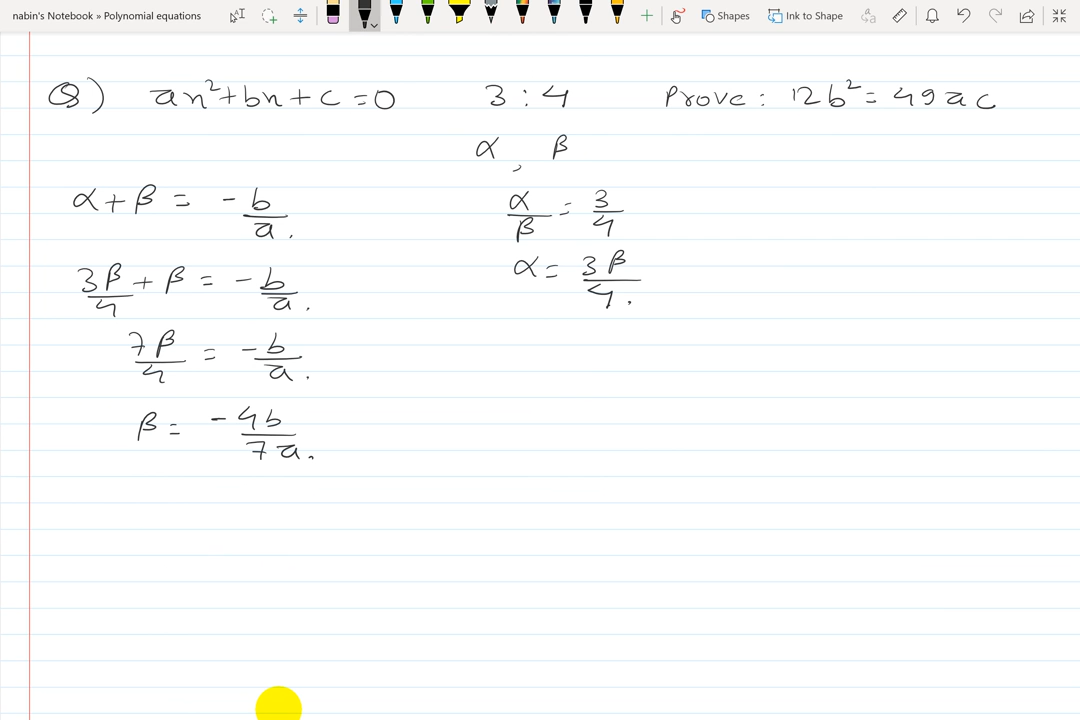 nabin's Notebook » Polynomial equations
Shapes
Ink to Shape
Q) ax²+bx+c=0 3:4 Prove: 12b²=49ac
α, β
α+β = -b/a.
α/β = 3/4
α = 3β/4.
3β/4 + β = -b/a.
7β/4 = -b/a.
β = -4b/7a.